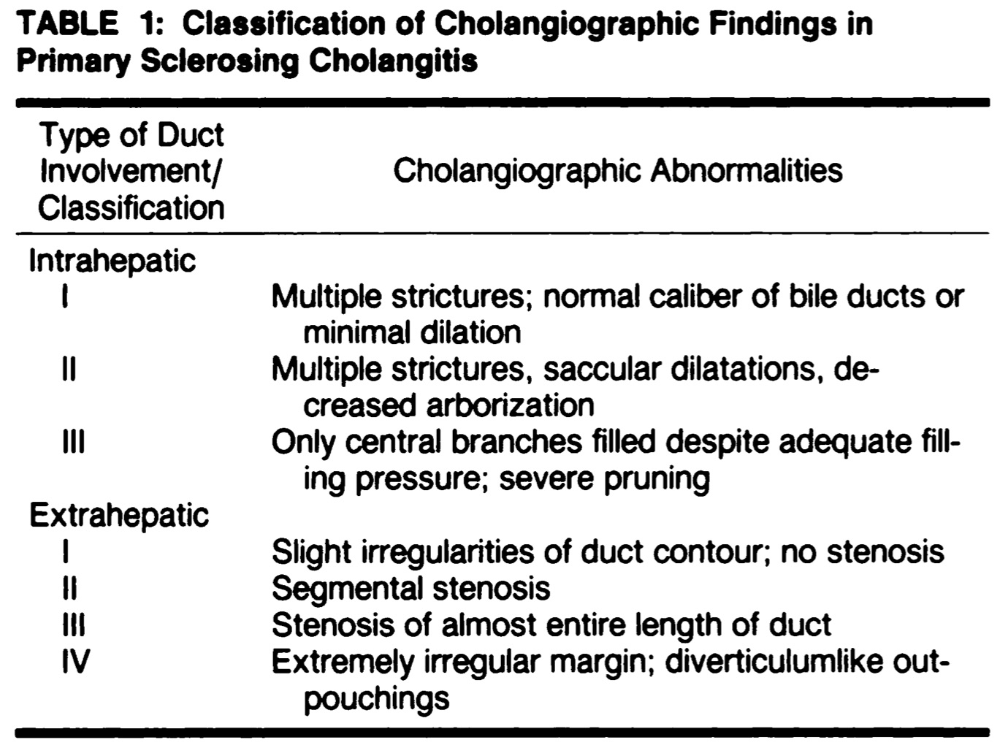 TABLE 1: Classification of Cholangiographic Findings in
Primary Sclerosing Cholangitis
Type of Duct
Involvement/
Classification
Cholangiographic Abnormalities
Intrahepatic
I Multiple strictures; normal caliber of bile ducts or
minimal dilation
II Multiple strictures, saccular dilatations, de-
creased arborization
III Only central branches filled despite adequate fill-
ing pressure; severe pruning
Extrahepatic
I Slight irregularities of duct contour; no stenosis
II Segmental stenosis
III Stenosis of almost entire length of duct
IV Extremely irregular margin; diverticulumlike out-
pouchings